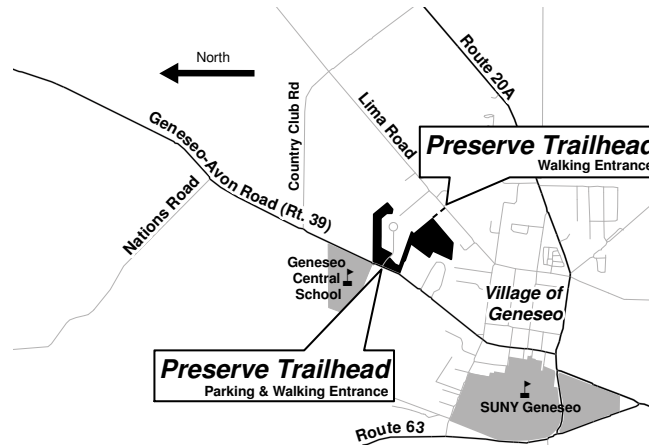 North
Route 20A
Country Club Rd
Lima Road
Geneseo-Avon Road (Rt. 39)
Preserve Trailhead
Walking Entrance
Nations Road
Geneseo
Central
School
Village of
Geneseo
Preserve Trailhead
Parking & Walking Entrance
SUNY Geneseo
Route 63